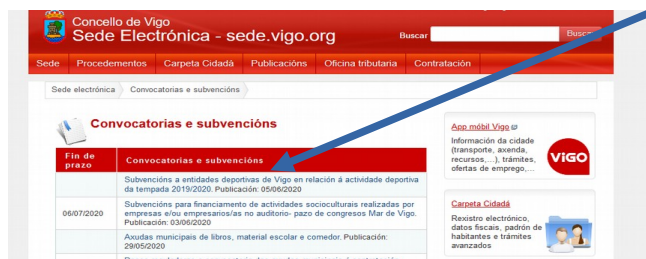 Concello de Vigo
Sede Electrónica - sede.vigo.org
Buscar
Sede Procedementos Carpeta Cidadá Publicacións Oficina tributaria Contratación
Sede electrónica Convocatorias e subvencións
Convocatorias e subvencións
Fin de prazo Convocatorias e subvencións
Subvencións a entidades deportivas de Vigo en relación á actividade deportiva
da tempada 2019/2020. Publicación: 05/06/2020
06/07/2020
Subvencións para financiamento de actividades socioculturais realizadas por
empresas e/ou empresarios/as no auditorio- pazo de congresos Mar de Vigo.
Publicación: 03/06/2020
Axudas municipais de libros, material escolar e comedor. Publicación:
29/05/2020
App móbil Vigo
Información da cidade
(transporte, axenda,
recursos,...), trámites,
ofertas de emprego,...
VIGO
Carpeta Cidadá
Rexistro electrónico,
datos fiscais, padrón de
habitantes e trámites
avanzados